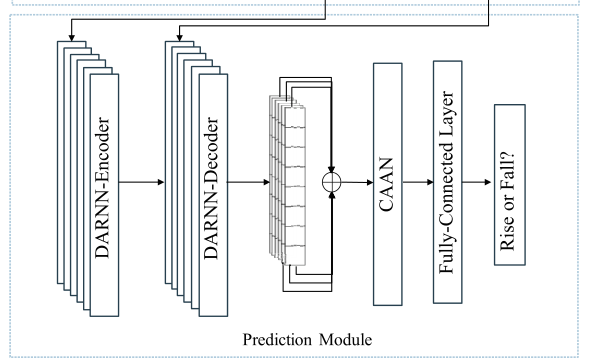 DARNN-Encoder
DARNN-Decoder
CAAN
Fully-Connected Layer
Rise or Fall?
Prediction Module